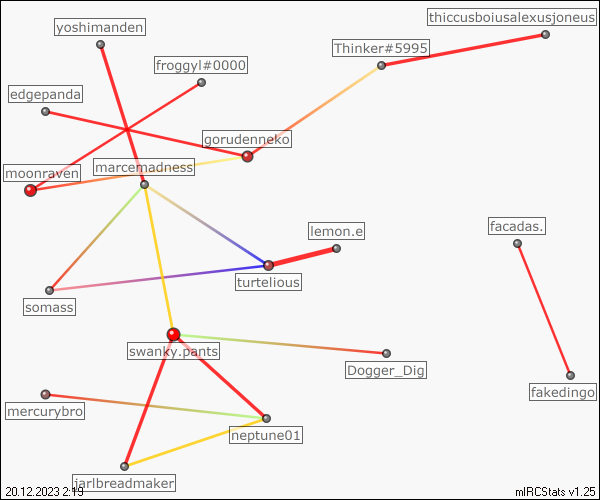 thiccusboiusalexusjoneus
yoshimanden
Thinker#5995
froggyl#0000
edgepanda
gorudenneko
marcemadness
moonraven
lemon.e
facadas.
turtelious
somass
swanky.pants
Dogger_Dig
fakedingo
mercurybro
neptune01
jarlbreadmaker
20.12.2023 2:19
mIRCStats v1.25